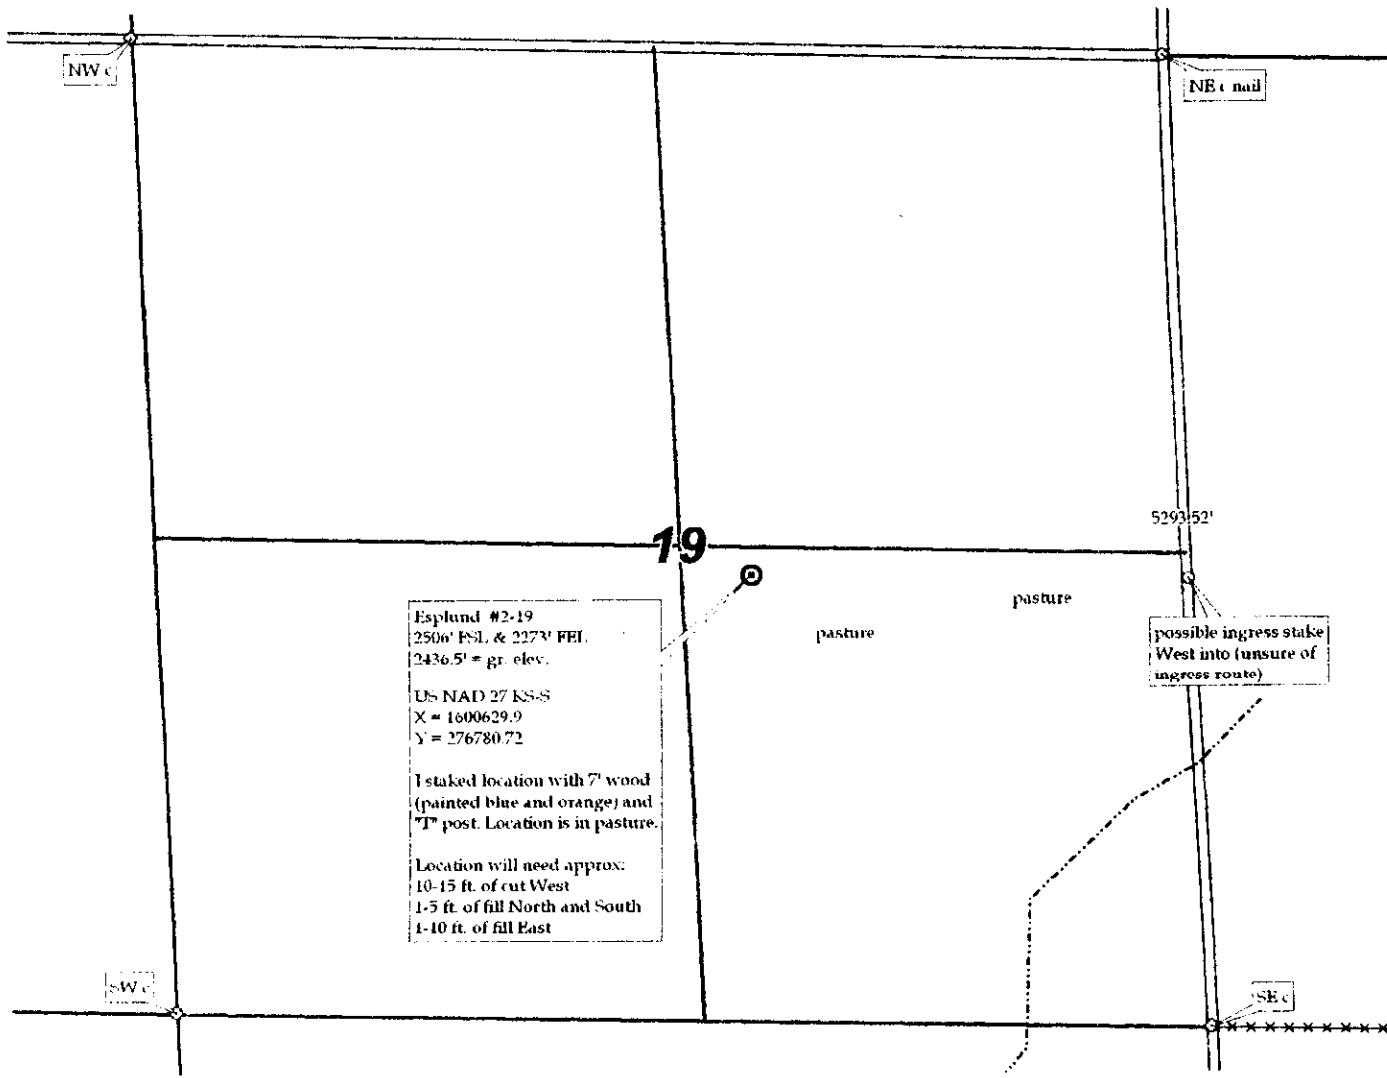 NW c
NE c nail
5293.52'
19
pasture
pasture
Esplund #2-19
2506' FSL & 2273' FEL
2436.5' = gr. elev.
US NAD 27 KS-S
X = 1600629.9
Y = 276780.72
I staked location with 7' wood
(painted blue and orange) and
"T" post. Location is in pasture.
Location will need approx:
10-15 ft. of cut West
1-5 ft. of fill North and South
1-10 ft. of fill East
possible ingress stake
West into (unsure of
ingress route)
SW c
SE c